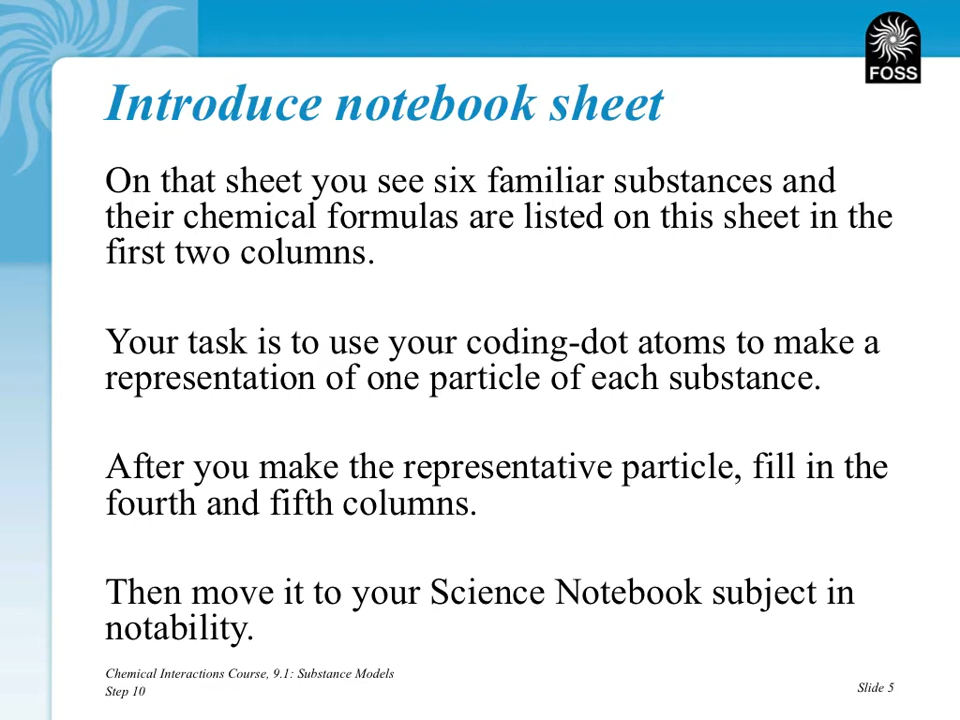 FOSS
Introduce notebook sheet
On that sheet you see six familiar substances and
their chemical formulas are listed on this sheet in the
first two columns.
Your task is to use your coding-dot atoms to make a
representation of one particle of each substance.
After you make the representative particle, fill in the
fourth and fifth columns.
Then move it to your Science Notebook subject in
notability.
Chemical Interactions Course, 9.1: Substance Models
Step 10
Slide 5